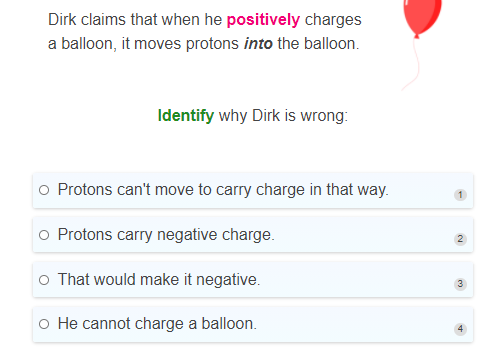 Dirk claims that when he positively charges
a balloon, it moves protons into the balloon.
Identify why Dirk is wrong:
Protons can't move to carry charge in that way.
1
Protons carry negative charge.
2
That would make it negative.
3
He cannot charge a balloon.
4